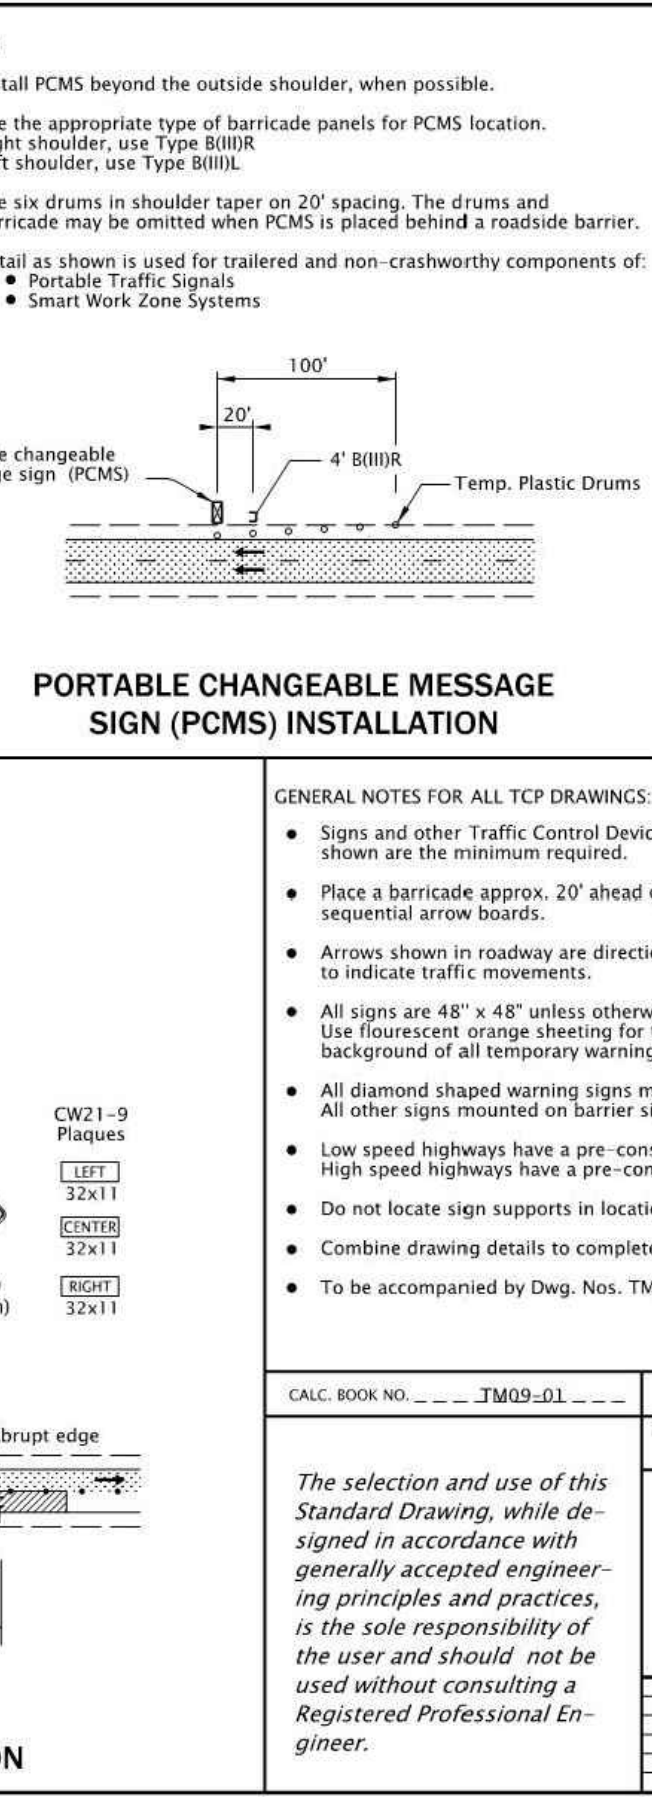 tall PCMS beyond the outside shoulder, when possible.
e the appropriate type of barricade panels for PCMS location.
ght shoulder, use Type B(III)R
ft shoulder, use Type B(III)L
e six drums in shoulder taper on 20' spacing. The drums and
rricade may be omitted when PCMS is placed behind a roadside barrier.
tail as shown is used for trailered and non-crashworthy components of:
● Portable Traffic Signals
● Smart Work Zone Systems
100'
20'
e changeable
ge sign (PCMS)
4' B(III)R
Temp. Plastic Drums
PORTABLE CHANGEABLE MESSAGE
SIGN (PCMS) INSTALLATION
CW21-9
Plaques
LEFT
32x11
CENTER
32x11
RIGHT
32x11
n)
brupt edge
ON
GENERAL NOTES FOR ALL TCP DRAWINGS:
● Signs and other Traffic Control Devic
shown are the minimum required.
● Place a barricade approx. 20' ahead
sequential arrow boards.
● Arrows shown in roadway are directi
to indicate traffic movements.
● All signs are 48" x 48" unless otherw
Use flourescent orange sheeting for
background of all temporary warning
● All diamond shaped warning signs m
All other signs mounted on barrier si
● Low speed highways have a pre-cons
High speed highways have a pre-con
● Do not locate sign supports in locati
● Combine drawing details to complete
● To be accompanied by Dwg. Nos. TM
CALC. BOOK NO. _ _ _ _ TM09-01 _ _ _ _
The selection and use of this
Standard Drawing, while de-
signed in accordance with
generally accepted engineer-
ing principles and practices,
is the sole responsibility of
the user and should not be
used without consulting a
Registered Professional En-
gineer.